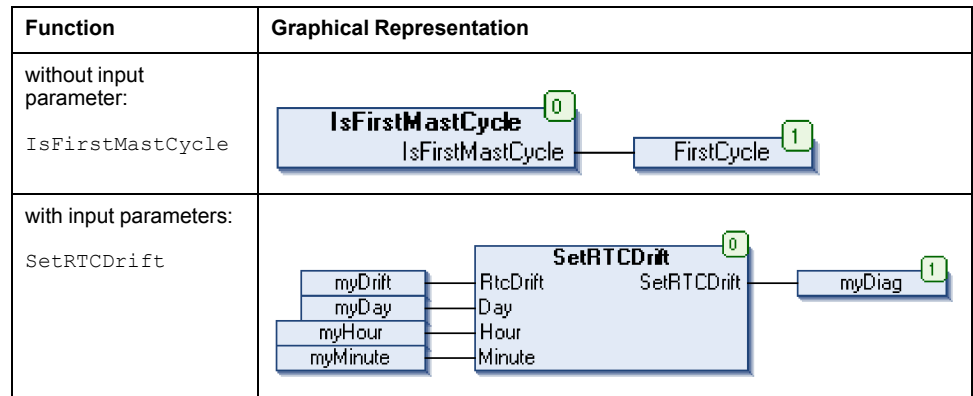 Function
Graphical Representation
without input
parameter:
IsFirstMastCycle
0
IsFirstMastCycle
IsFirstMastCycle
1
FirstCycle
with input parameters:
SetRTCDrift
0
SetRTCDrift
myDrift
RtcDrift
SetRTCDrift
1
myDiag
myDay
Day
myHour
Hour
myMinute
Minute